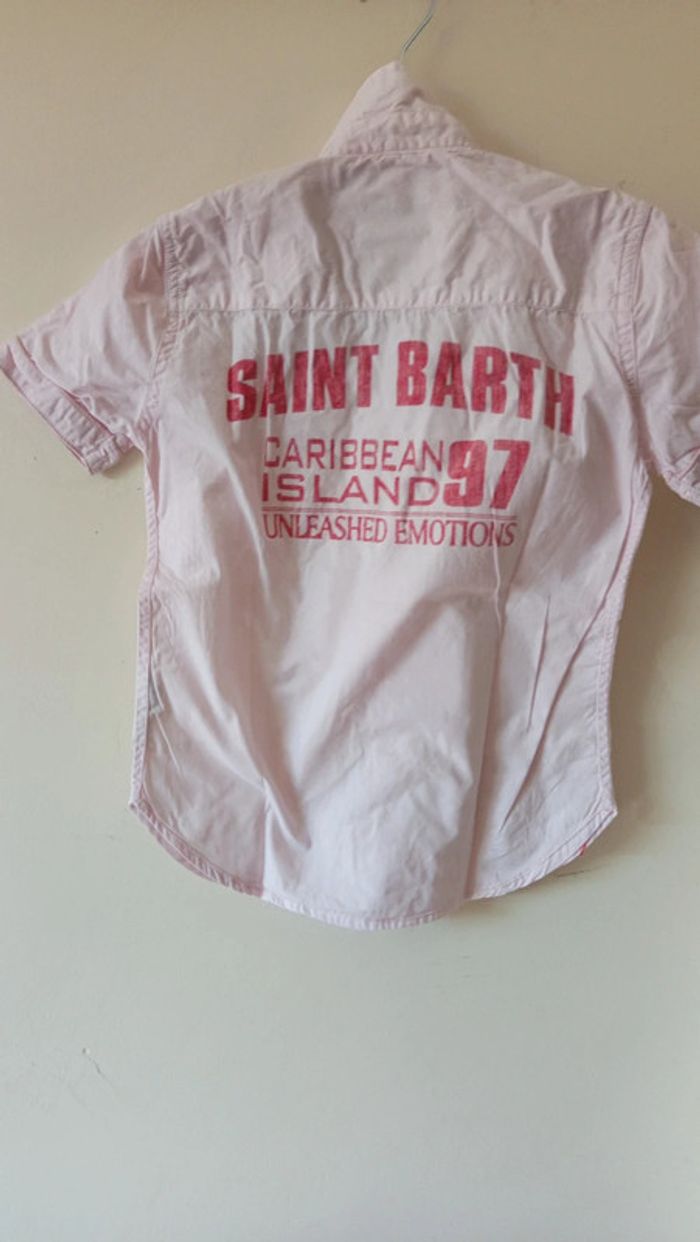 SAINT BARTH
CARIBBEAN 97
ISLAND
UNLEASHED EMOTIONS